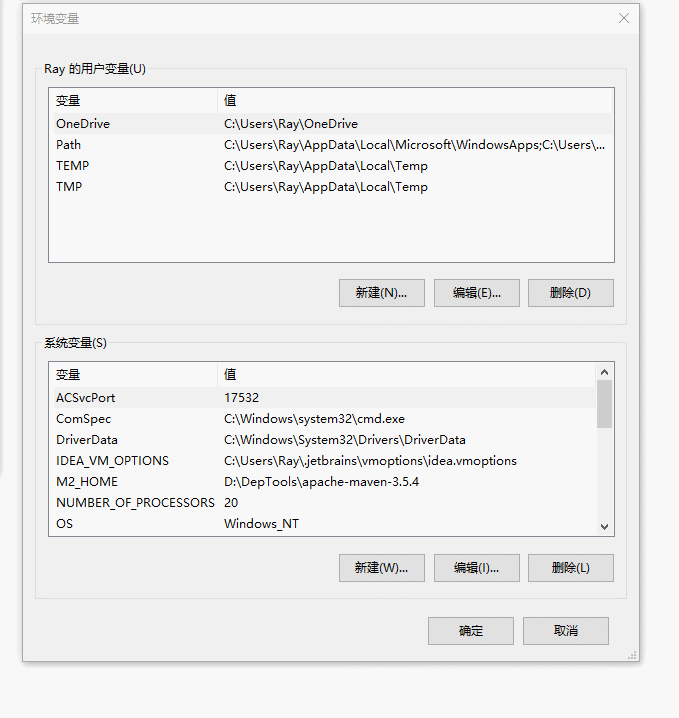 环境变量
Ray 的用户变量(U)
变量 值
OneDrive C:\Users\Ray\OneDrive
Path C:\Users\Ray\AppData\Local\Microsoft\WindowsApps;C:\Users\...
TEMP C:\Users\Ray\AppData\Local\Temp
TMP C:\Users\Ray\AppData\Local\Temp
新建(N)... 编辑(E)... 删除(D)
系统变量(S)
变量 值
ACSvcPort 17532
ComSpec C:\Windows\system32\cmd.exe
DriverData C:\Windows\System32\Drivers\DriverData
IDEA_VM_OPTIONS C:\Users\Ray\.jetbrains\vmoptions\idea.vmoptions
M2_HOME D:\DepTools\apache-maven-3.5.4
NUMBER_OF_PROCESSORS 20
OS Windows_NT
新建(W)... 编辑(I)... 删除(L)
确定 取消